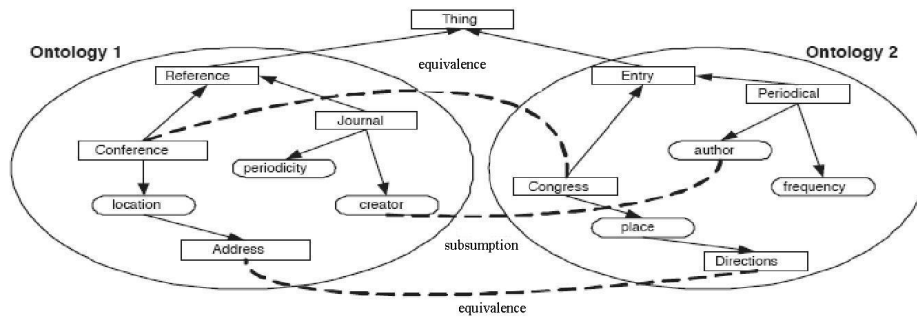 Thing
Ontology 1
Ontology 2
equivalence
Reference
Entry
Periodical
Journal
Conference
author
periodicity
Congress
frequency
location
creator
place
Address
subsumption
Directions
equivalence